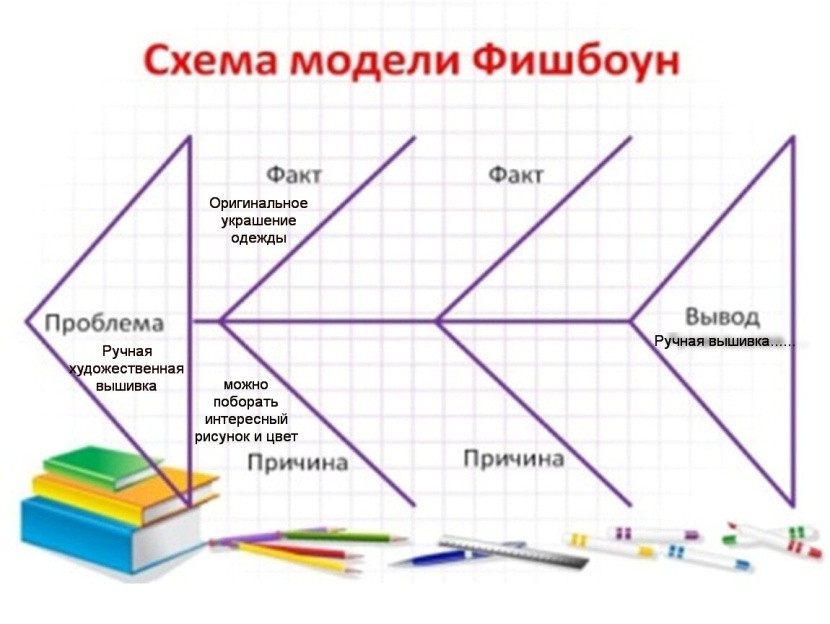 Схема модели Фишбоун
Факт
Оригинальное
украшение
одежды
Факт
Проблема
Ручная
художественная
вышивка
Вывод
Ручная вышивка......
можно
поборать
интересный
рисунок и цвет
Причина
Причина